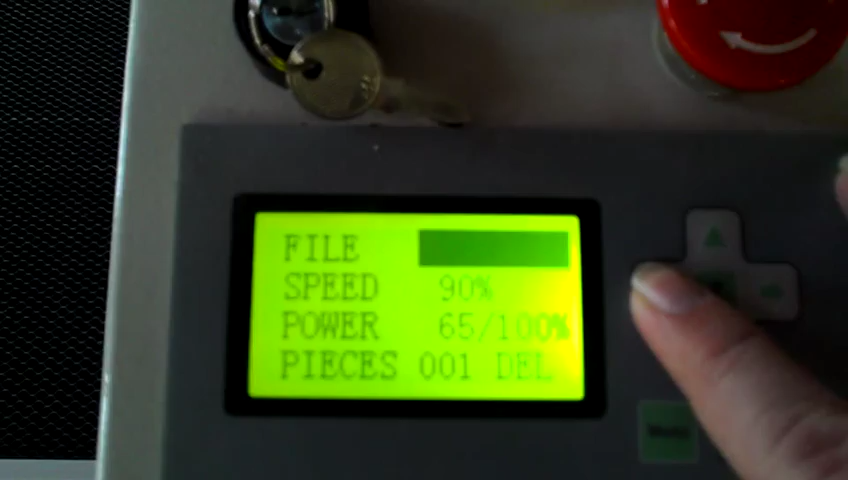 FILE
SPEED 90%
POWER 65/100%
PIECES 001 DEL